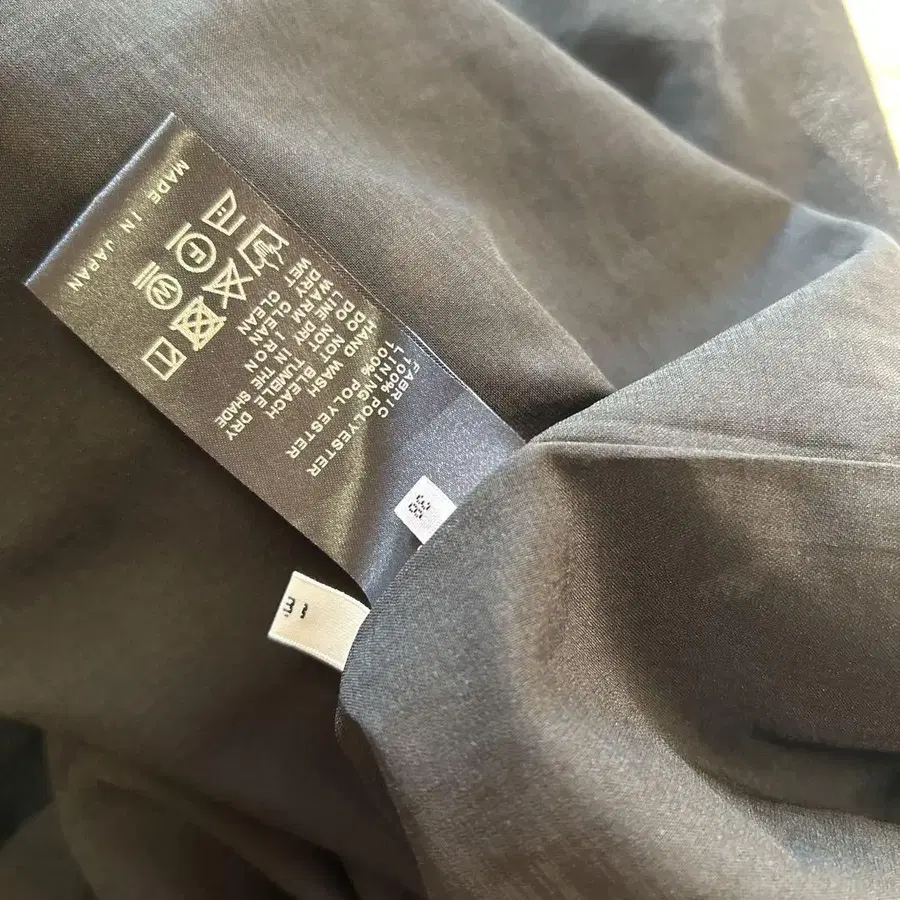 FABRIC
100% POLYESTER
LINING
100% POLYESTER
HAND WASH
DO NOT BLEACH
DO NOT TUMBLE DRY
LINE DRY IN THE SHADE
WARM IRON
DRY CLEAN
WET CLEAN
F
W
MADE IN JAPAN
38